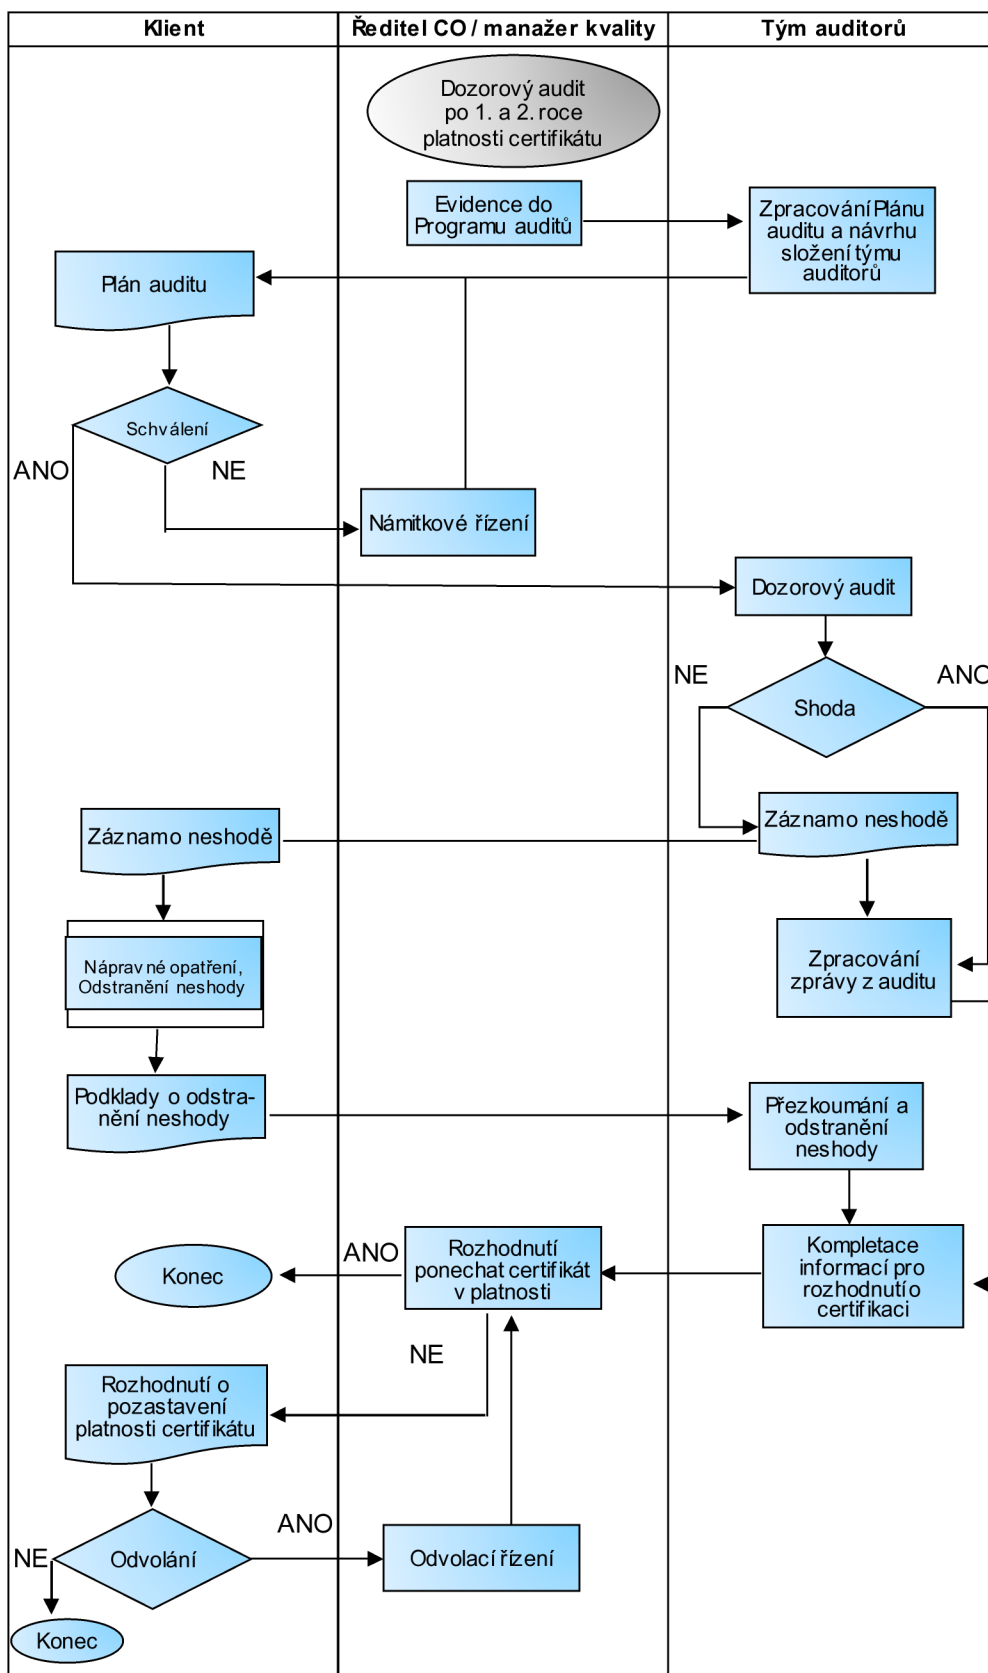 Klient
Ředitel CO / manažer kvality
Tým auditorů
Dozorový audit
po 1. a 2. roce
platnosti certifikátu
Evidence do
Programu auditů
Zpracování Plánu
auditu a návrhu
složení týmu
auditorů
Plán auditu
Schválení
ANO
NE
Námitkové řízení
Dozorový audit
NE
ANO
Shoda
Záznamo neshodě
Záznamo neshodě
Nápravné opatření,
Odstranění neshody
Zpracování
zprávy z auditu
Podklady o odstra-
nění neshody
Přezkoumání a
odstranění
neshody
Kompletace
informací pro
rozhodnutí o
certifikaci
Rozhodnutí
ponechat certifikát
v platnosti
ANO
Konec
NE
Rozhodnutí o
pozastavení
platnosti certifikátu
Odvolání
ANO
NE
Odvolací řízení
Konec